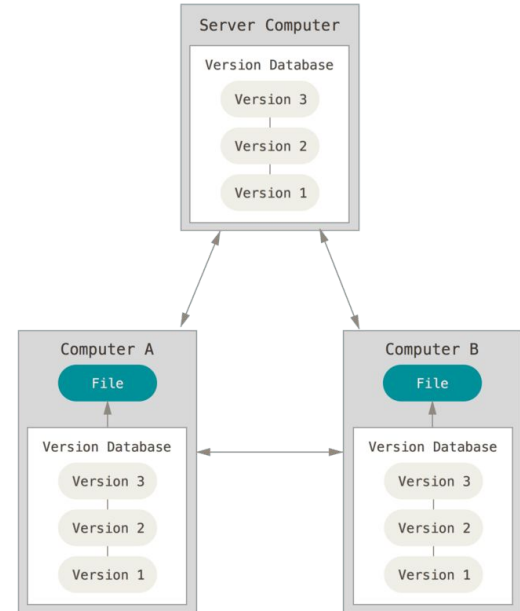 Server Computer
Version Database
Version 3
Version 2
Version 1
Computer A
File
Version Database
Version 3
Version 2
Version 1
Computer B
File
Version Database
Version 3
Version 2
Version 1